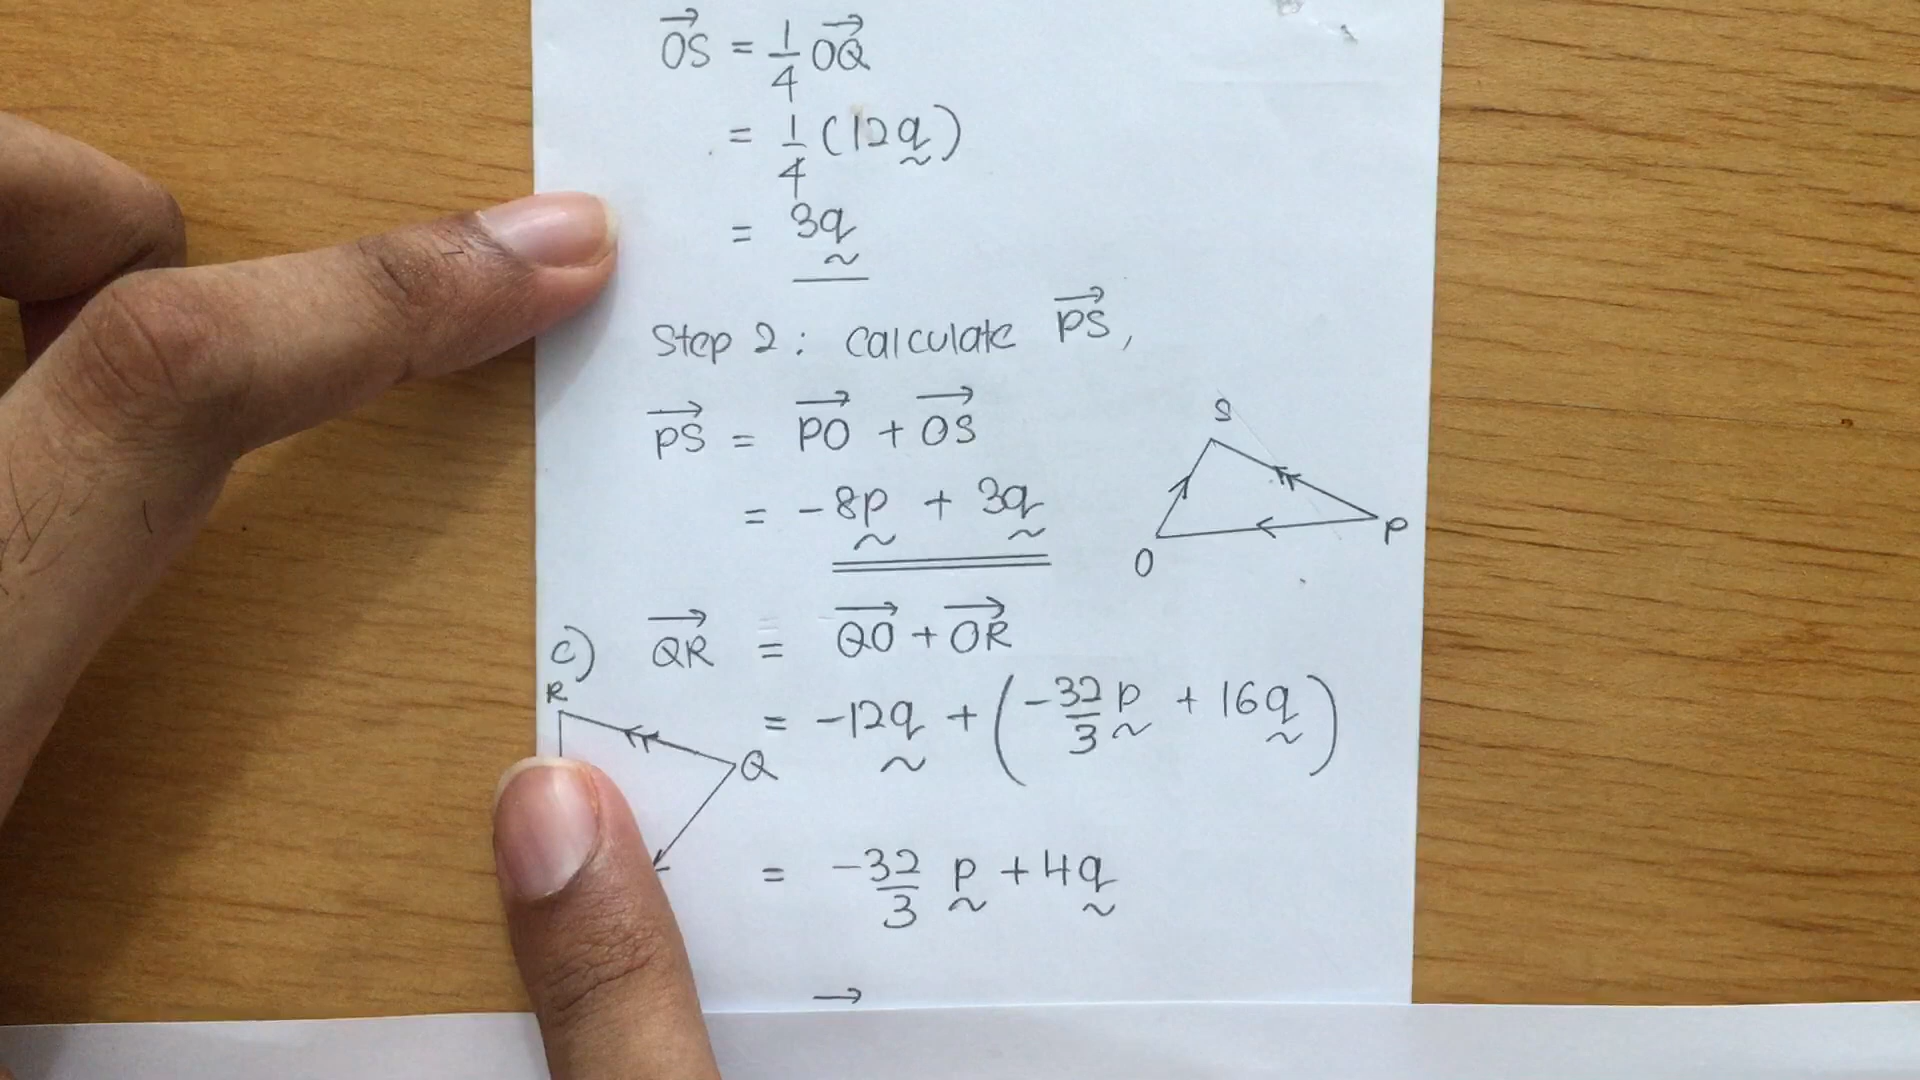 →OS = 1/4 →OQ
= 1/4 (12q̰)
= 3q̰
Step 2 : calculate →PS,
→PS = →PO + →OS
= -8p̰ + 3q̰
S
O
P
c) →QR = →QO + →OR
R
Q
= -12q̰ + (-32/3 p̰ + 16q̰)
= -32/3 p̰ + 4q̰
→